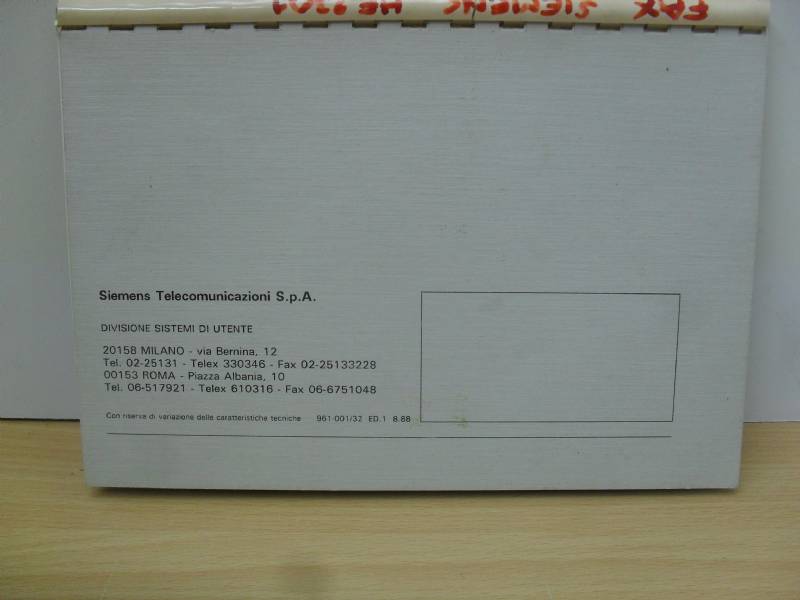 FAX SIEMENS HF
Siemens Telecomunicazioni S.p.A.
DIVISIONE SISTEMI DI UTENTE
20158 MILANO - via Bernina, 12
Tel. 02-25131 - Telex 330346 - Fax 02-25133228
00153 ROMA - Piazza Albania, 10
Tel. 06-517921 - Telex 610316 - Fax 06-6751048
Con riserva di variazione delle caratteristiche tecniche 961-001/32 ED.1 8.88